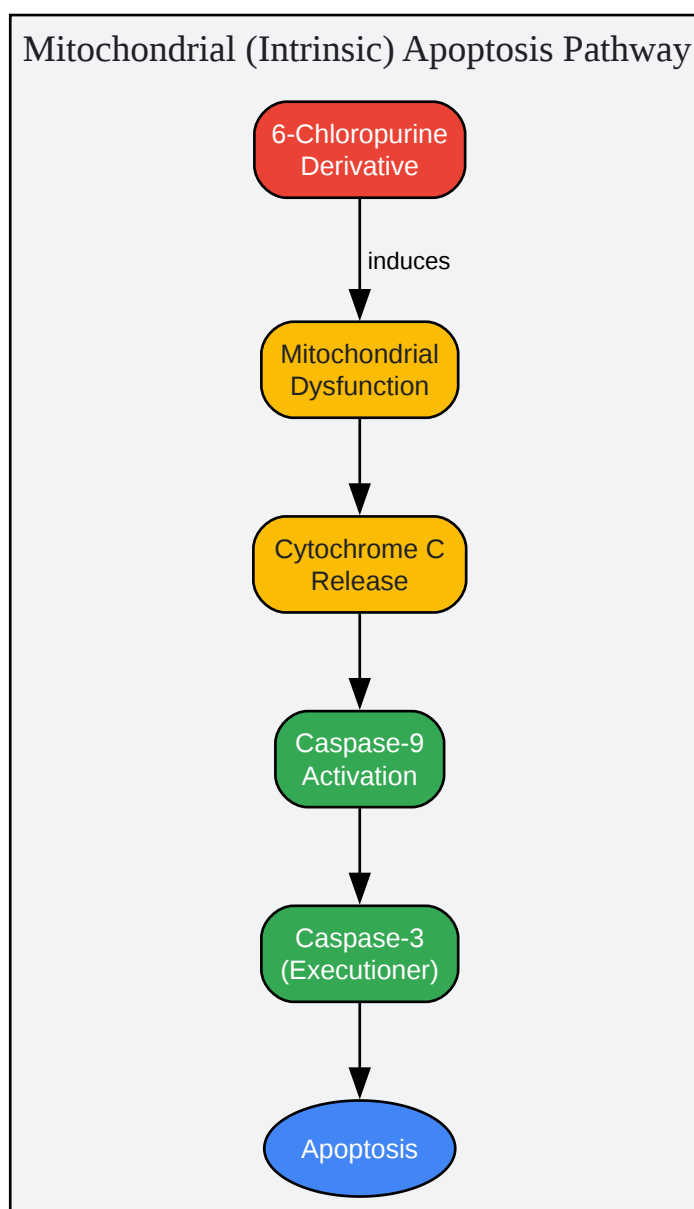 Mitochondrial (Intrinsic) Apoptosis Pathway
6-Chloropurine
Derivative
induces
Mitochondrial
Dysfunction
Cytochrome C
Release
Caspase-9
Activation
Caspase-3
(Executioner)
Apoptosis